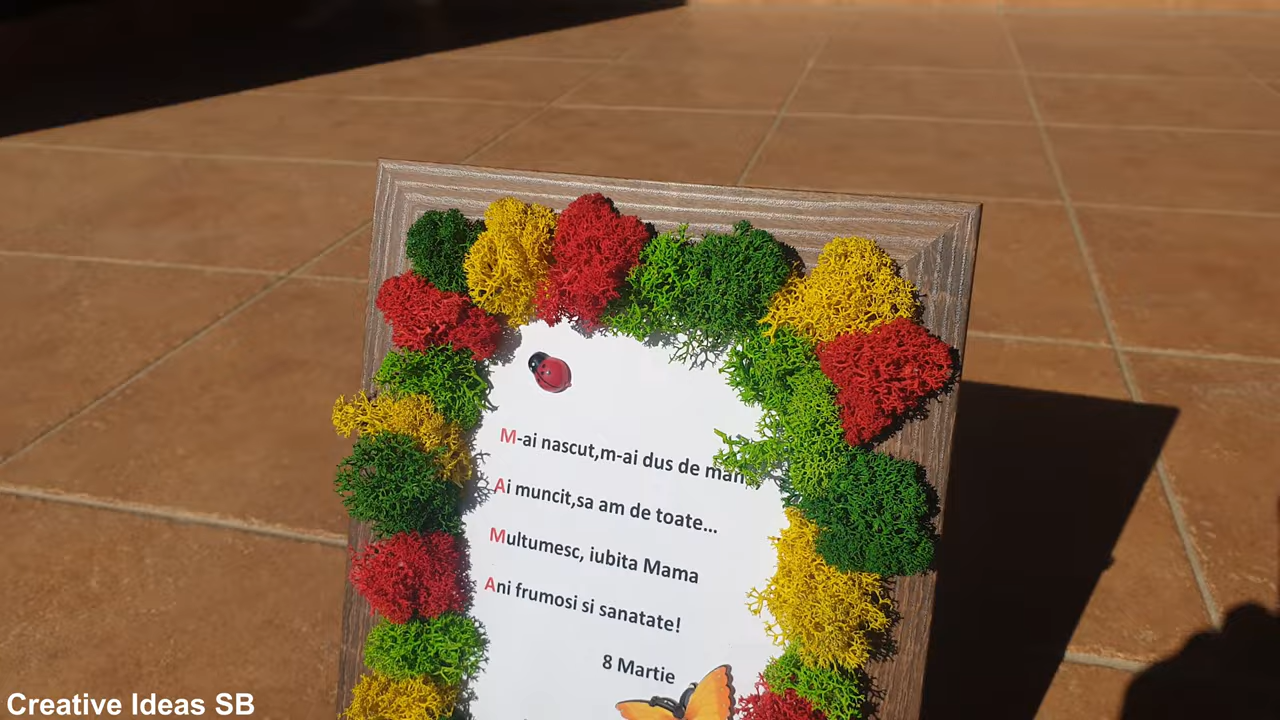 M-ai nascut,m-ai dus de
Ai muncit,sa am de toate...
Multumesc, iubita Mama
Ani frumosi si sanatate!
8 Martie
Creative Ideas SB